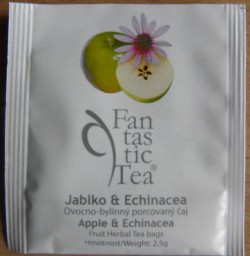 Fan
tas
tic
Tea®
Jablko & Echinacea
Ovocno-bylinný porcovaný čaj
Apple & Echinacea
Fruit Herbal Tea bags
Hmotnosť/Weight: 2,5g